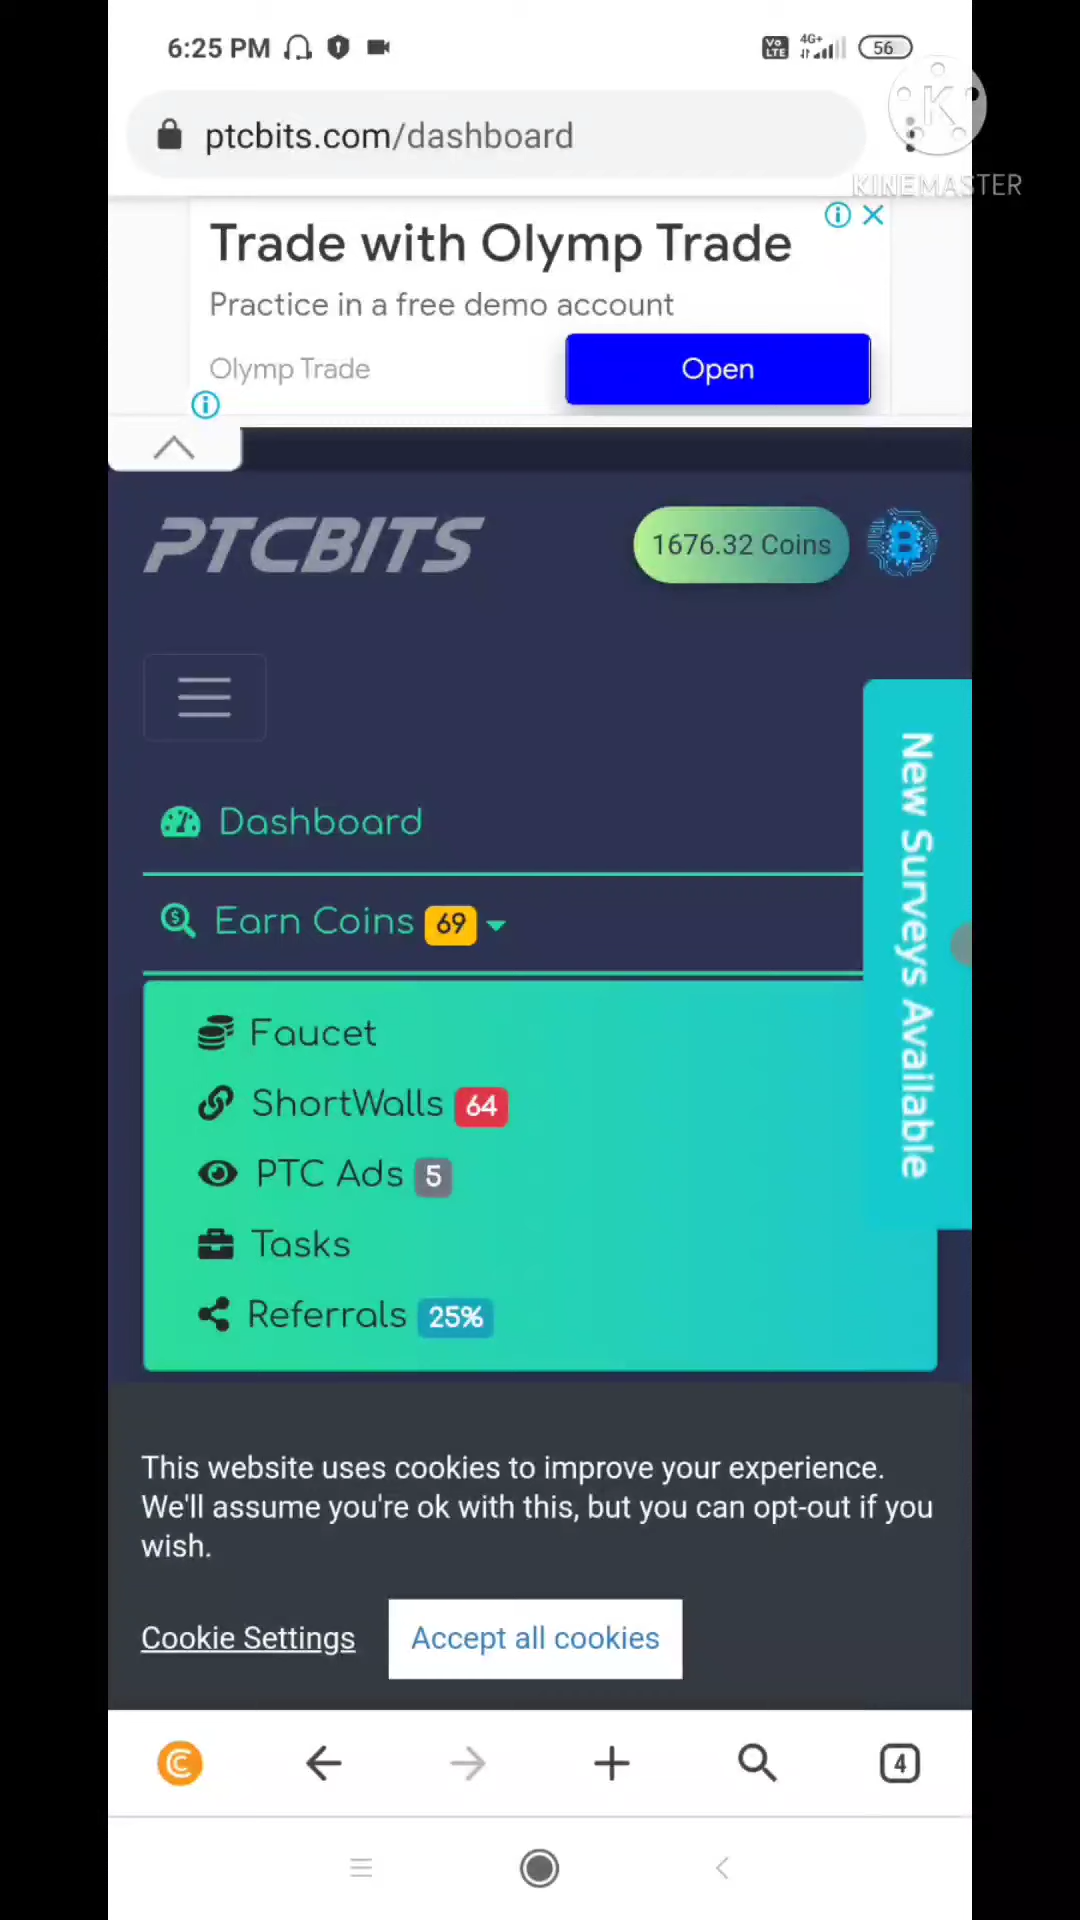 6:25 PM
Vo LTE 4G+ 56
ptcbits.com/dashboard
KINEMASTER
Trade with Olymp Trade
Practice in a free demo account
Olymp Trade
Open
PTCBITS
1676.32 Coins
New Surveys Available
Dashboard
Earn Coins 69
Faucet
ShortWalls 64
PTC Ads 5
Tasks
Referrals 25%
This website uses cookies to improve your experience.
We'll assume you're ok with this, but you can opt-out if you
wish.
Cookie Settings
Accept all cookies
4